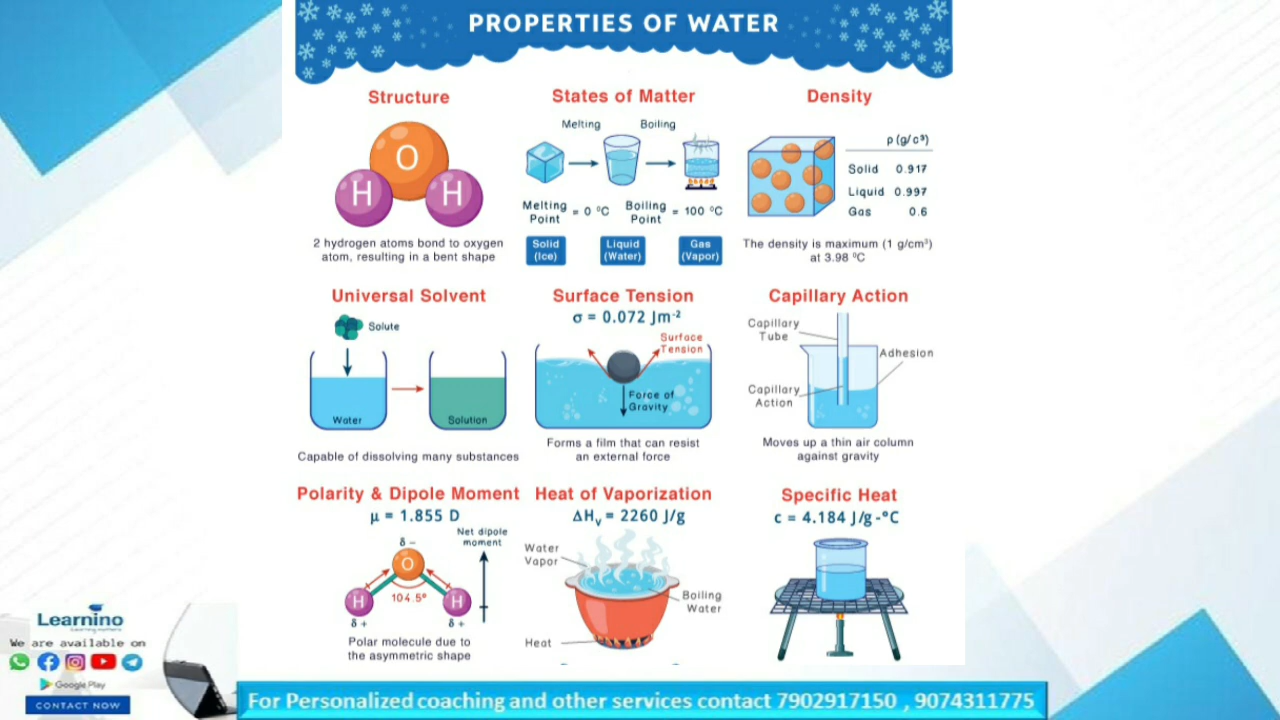 PROPERTIES OF WATER
Structure
O
H
H
2 hydrogen atoms bond to oxygen
atom, resulting in a bent shape
States of Matter
Melting
Boiling
Melting
Point
= 0 ºC
Boiling
Point
= 100 ºC
Solid
(Ice)
Liquid
(Water)
Gas
(Vapor)
Density
p (g/c³)
Solid 0.917
Liquid 0.997
Gas 0.6
The density is maximum (1 g/cm³)
at 3.98 ºC
Universal Solvent
Solute
Water
Solution
Capable of dissolving many substances
Surface Tension
σ = 0.072 Jm⁻²
Surface
Tension
Force of
Gravity
Forms a film that can resist
an external force
Capillary Action
Capillary
Tube
Adhesion
Capillary
Action
Moves up a thin air column
against gravity
Polarity & Dipole Moment
μ = 1.855 D
Net dipole
moment
δ –
O
H
H
104.5º
δ +
δ +
Polar molecule due to
the asymmetric shape
Heat of Vaporization
ΔHᵥ = 2260 J/g
Water
Vapor
Boiling
Water
Heat
Specific Heat
c = 4.184 J/g-ºC
Learnino
We are available on
Google Play
CONTACT NOW
For Personalized coaching and other services contact 7902917150 , 9074311775